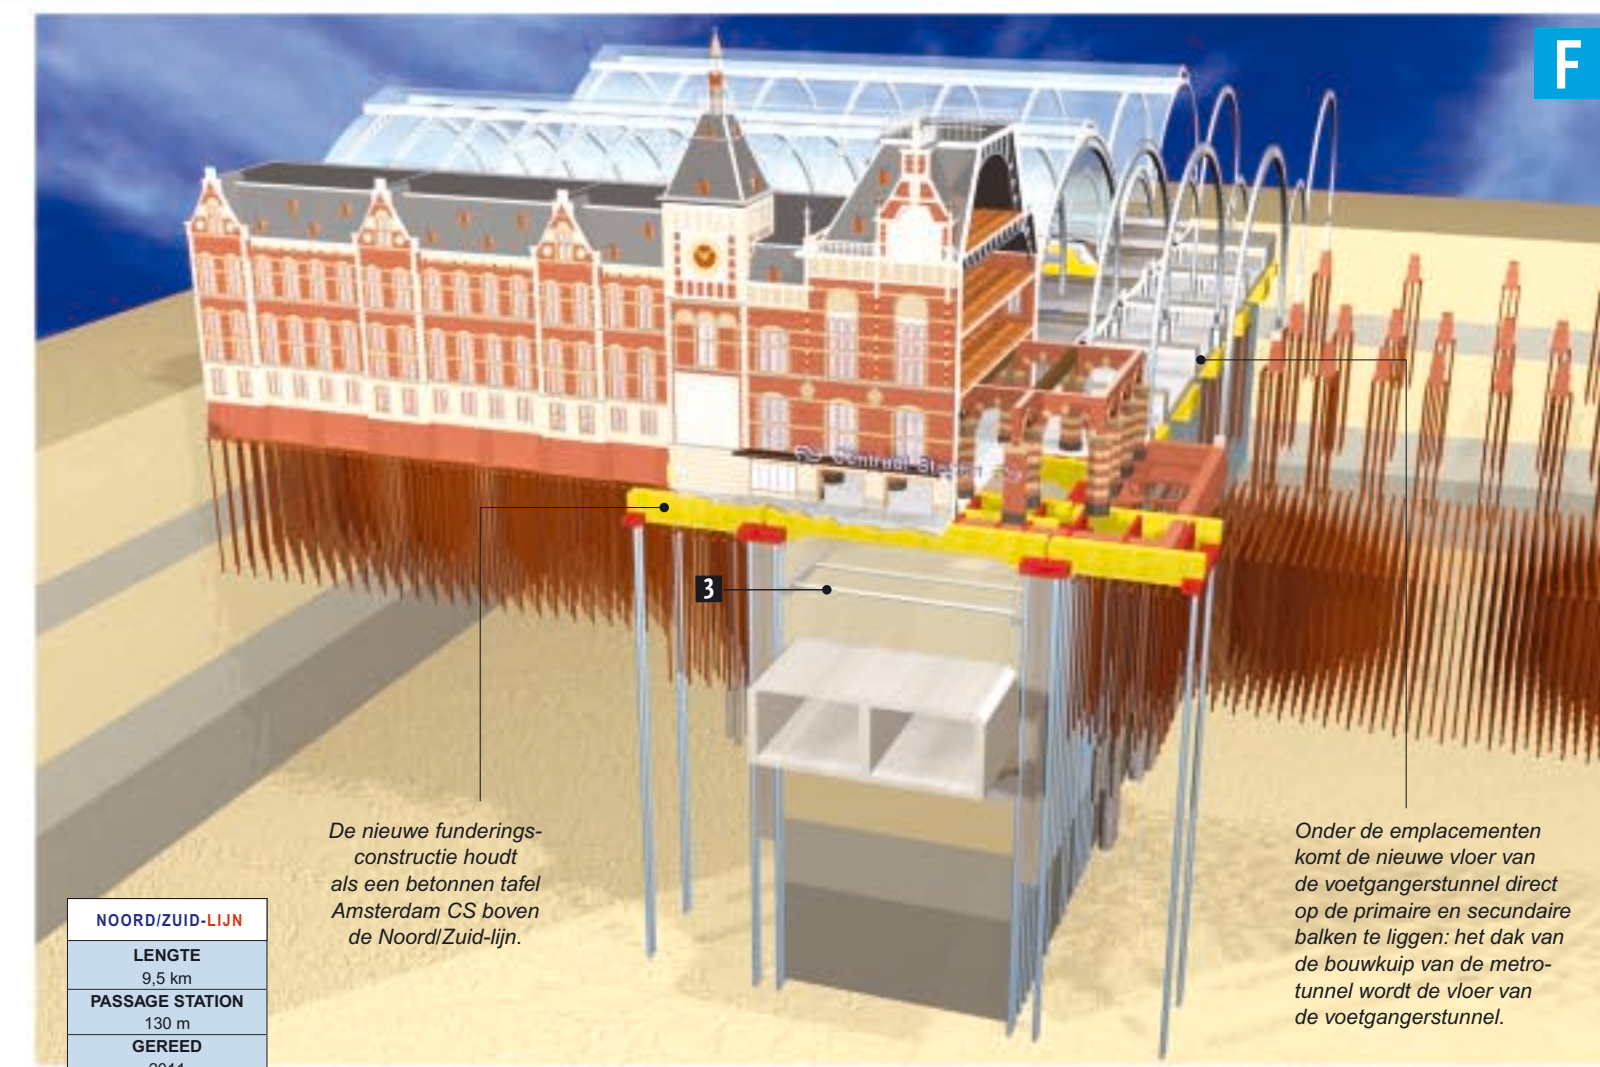 F
Centraal Station
3
De nieuwe funderings-
constructie houdt
als een betonnen tafel
Amsterdam CS boven
de Noord/Zuid-lijn.
Onder de emplacementen
komt de nieuwe vloer van
de voetgangerstunnel direct
op de primaire en secundaire
balken te liggen: het dak van
de bouwkuip van de metro-
tunnel wordt de vloer van
de voetgangerstunnel.
NOORD/ZUID-LIJN
LENGTE
9,5 km
PASSAGE STATION
130 m
GEREED
2011